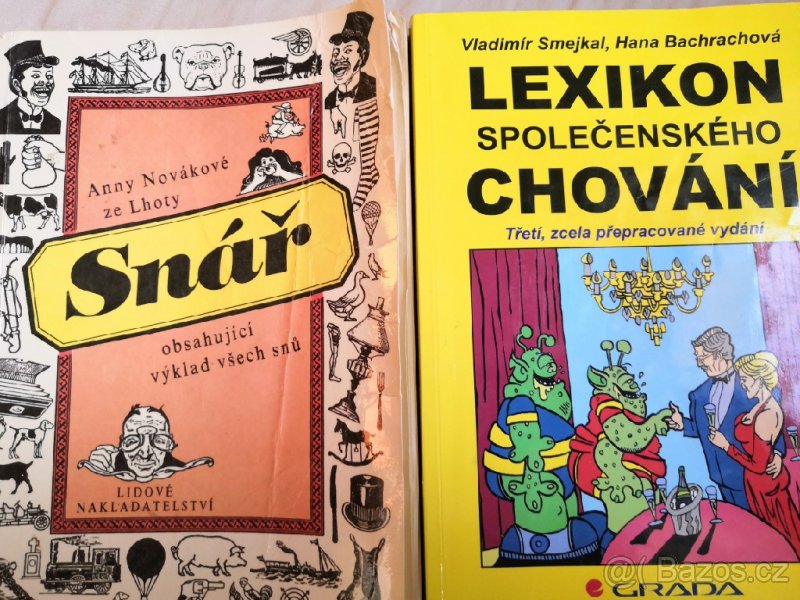 Anny Novákové
ze Lhoty
Snář
obsahující
výklad všech snů
LIDOVÉ
NAKLADATELSTVÍ
Vladimír Smejkal, Hana Bachrachová
LEXIKON
SPOLEČENSKÉHO
CHOVÁNÍ
Třetí, zcela přepracované vydání
GRADA
Bazos.cz